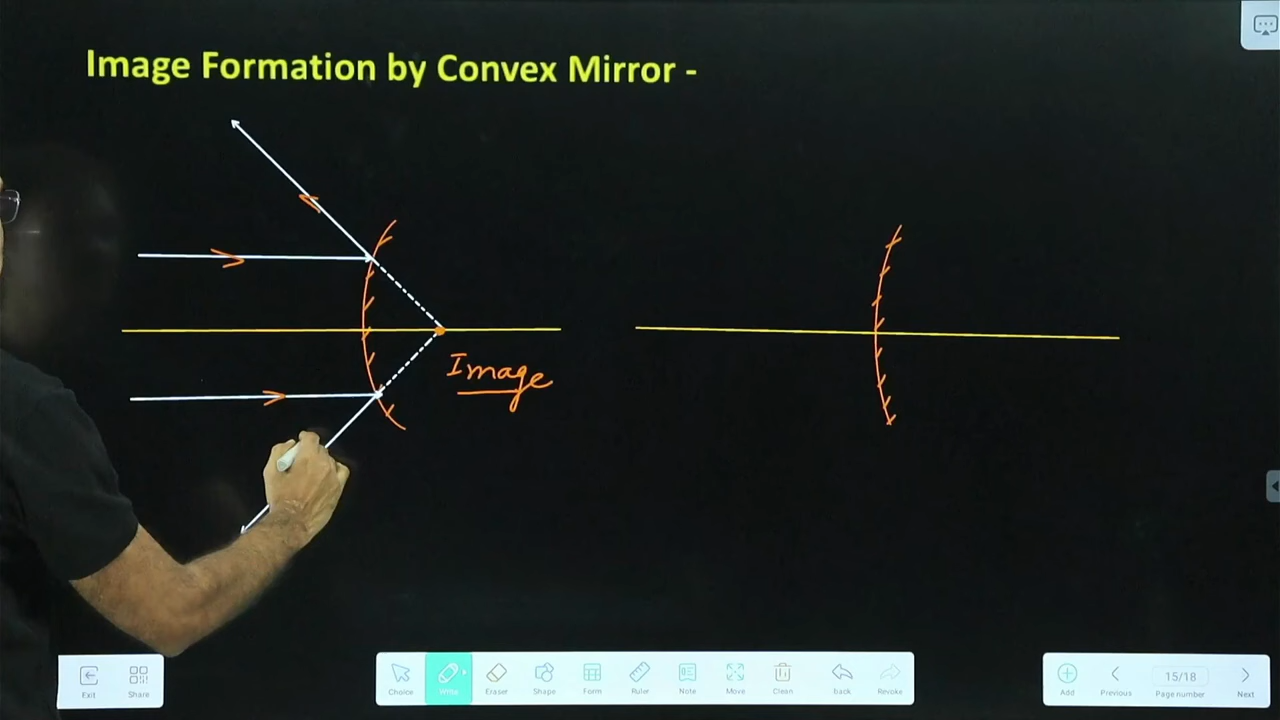 Image Formation by Convex Mirror -
Image
Exit
Share
Choice
Write
Eraser
Shape
Form
Ruler
Note
Move
Clean
back
Revoke
Add
Previous
15/18
Page number
Next